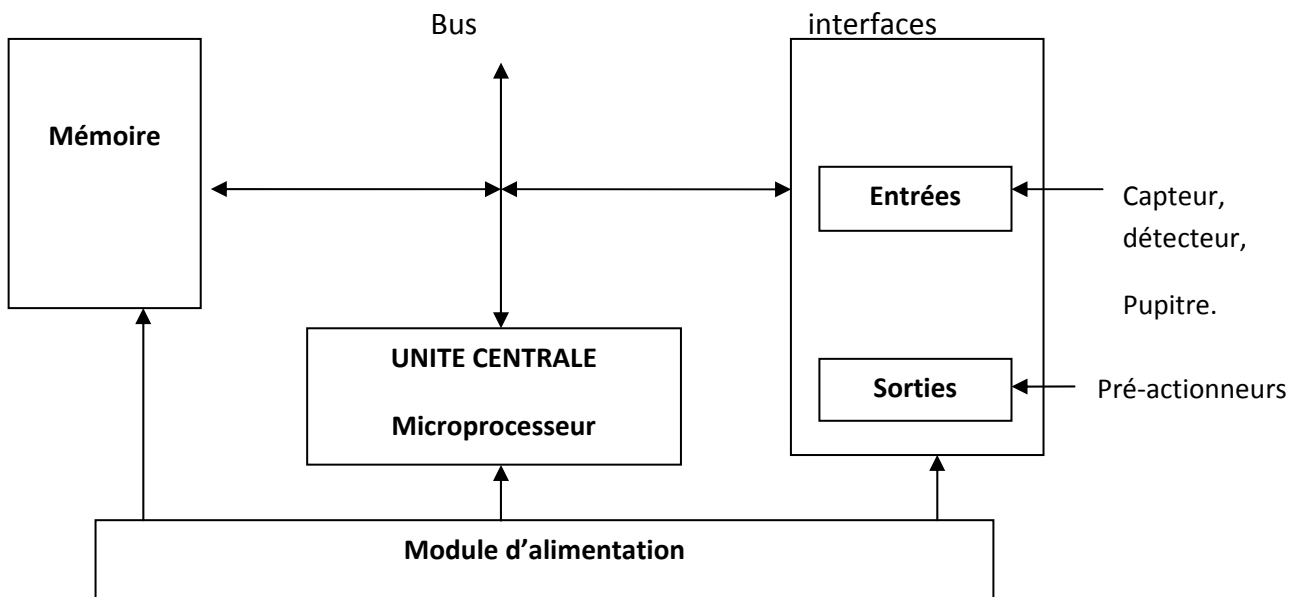 Bus
interfaces
Mémoire
Entrées
Capteur,
détecteur,
Pupitre.
UNITE CENTRALE
Microprocesseur
Sorties
Pré-actionneurs
Module d’alimentation